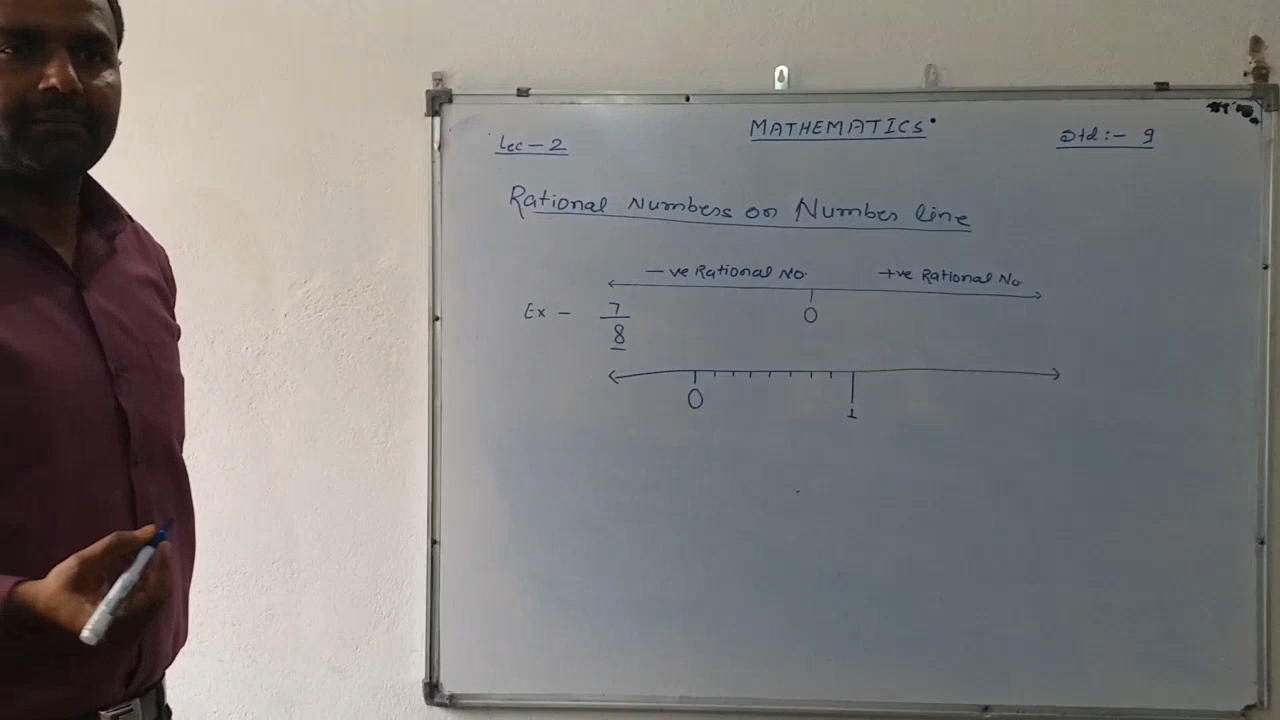 MATHEMATICS
Lec - 2
Std :- 9
Rational Numbers on Number line
-ve Rational No. +ve Rational No
0
Ex - 7/8
0 1